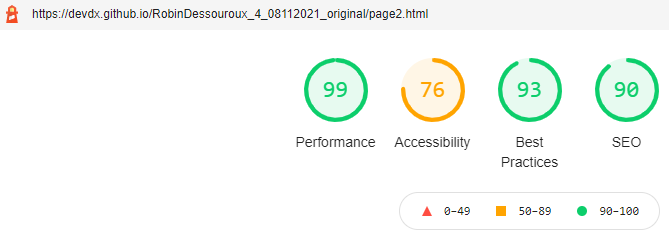 https://devdx.github.io/RobinDessouroux_4_08112021_original/page2.html
99 76 93 90
Performance Accessibility Best Practices SEO
0–49 50–89 90–100